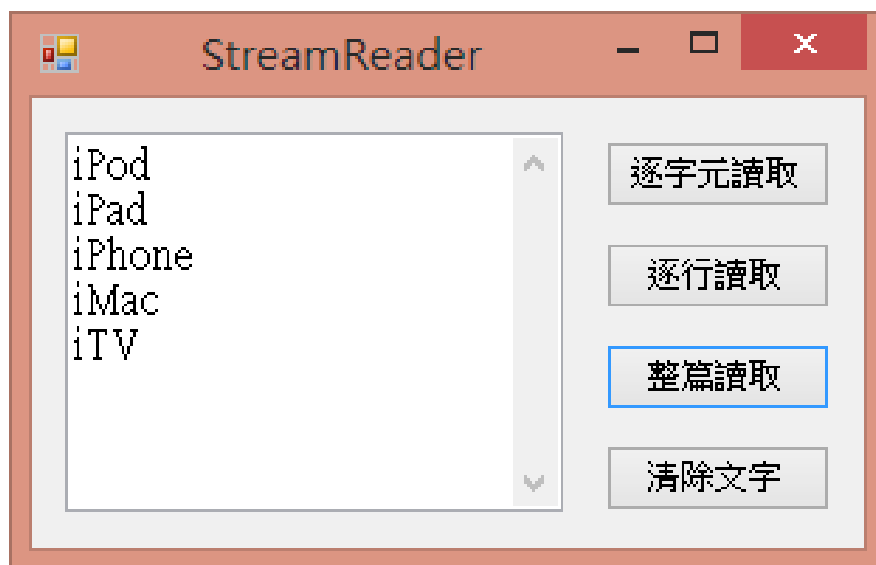 StreamReader
iPod
iPad
iPhone
iMac
iTV
逐字元讀取
逐行讀取
整篇讀取
清除文字